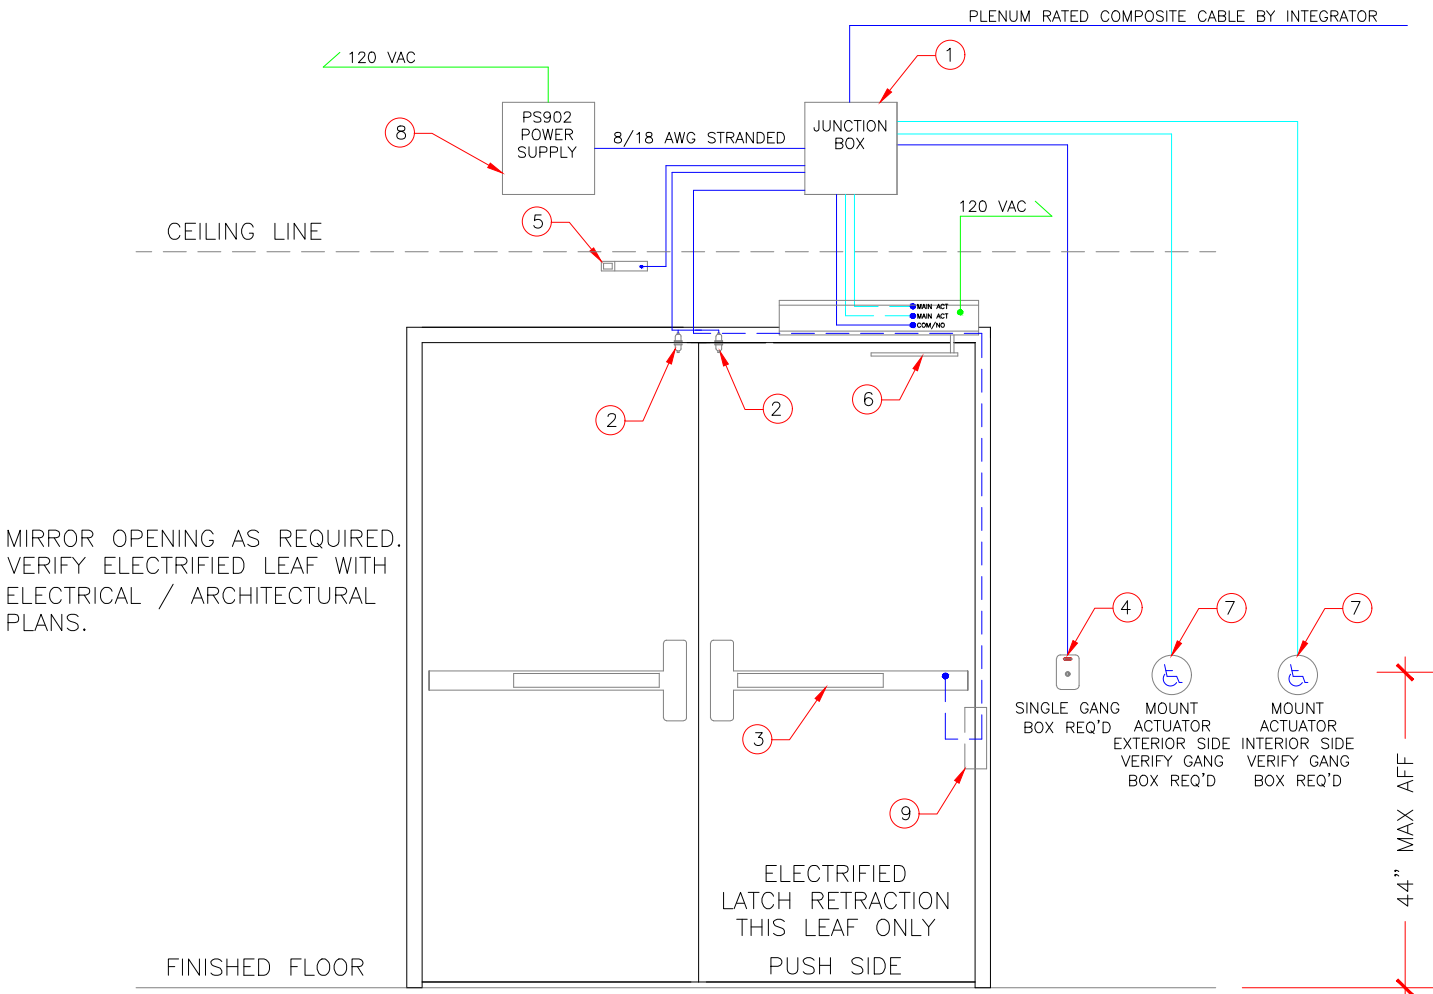 PLENUM RATED COMPOSITE CABLE BY INTEGRATOR
120 VAC
1
PS902
POWER
SUPPLY
8
8/18 AWG STRANDED
JUNCTION
BOX
120 VAC
5
CEILING LINE
MAIN ACT
MAIN ACT
COM/NO
2
2
6
MIRROR OPENING AS REQUIRED.
VERIFY ELECTRIFIED LEAF WITH
ELECTRICAL / ARCHITECTURAL
PLANS.
4
7
7
SINGLE GANG
BOX REQ'D
MOUNT
ACTUATOR
EXTERIOR SIDE
VERIFY GANG
BOX REQ'D
MOUNT
ACTUATOR
INTERIOR SIDE
VERIFY GANG
BOX REQ'D
3
9
44" MAX AFF
ELECTRIFIED
LATCH RETRACTION
THIS LEAF ONLY
PUSH SIDE
FINISHED FLOOR